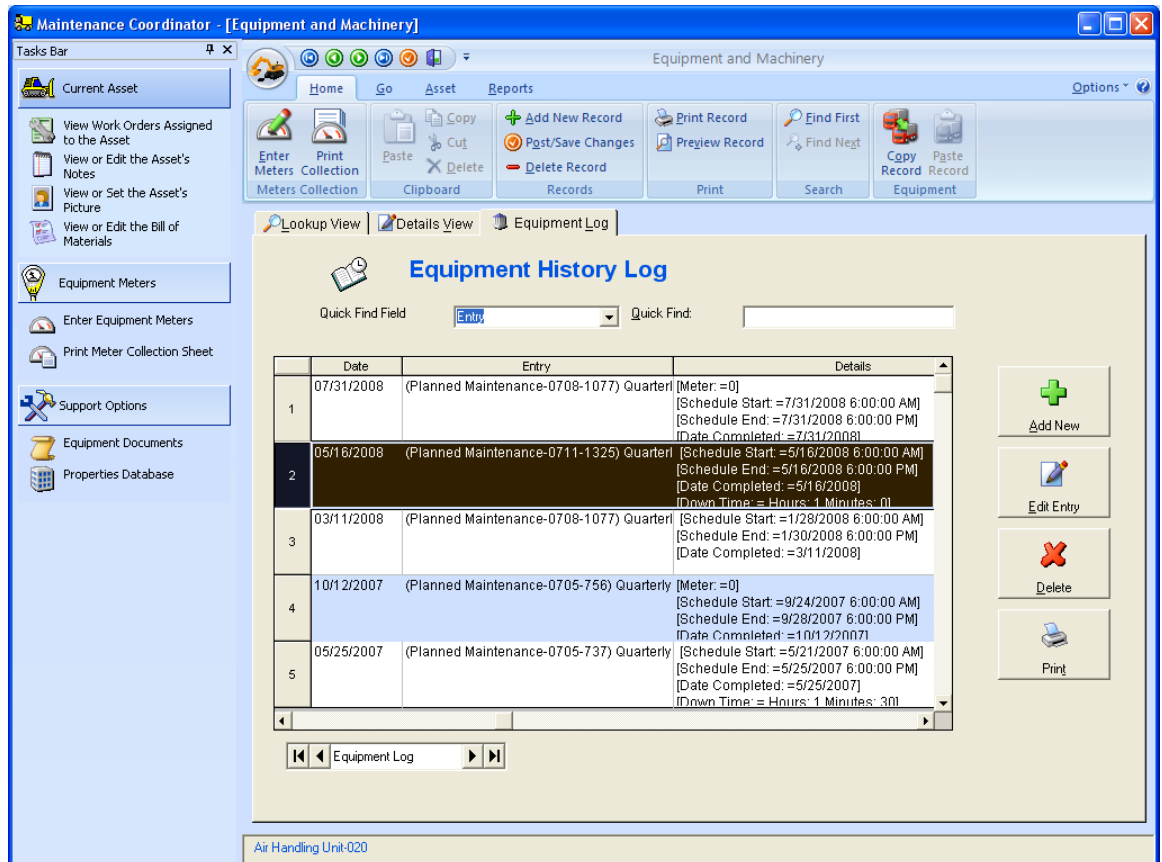 Maintenance Coordinator - [Equipment and Machinery]
Tasks Bar
Current Asset
View Work Orders Assigned
to the Asset
View or Edit the Asset's
Notes
View or Set the Asset's
Picture
View or Edit the Bill of
Materials
Equipment Meters
Enter Equipment Meters
Print Meter Collection Sheet
Support Options
Equipment Documents
Properties Database
Equipment and Machinery
Home Go Asset Reports
Options
Enter
Meters
Print
Collection
Meters Collection
Paste
Copy
Cut
Delete
Clipboard
Add New Record
Post/Save Changes
Delete Record
Records
Print Record
Preview Record
Print
Find First
Find Next
Search
Copy
Record
Paste
Record
Equipment
Lookup View Details View Equipment Log
Equipment History Log
Quick Find Field Entry Quick Find:
Date Entry Details
1 07/31/2008 (Planned Maintenance-0708-1077) Quarterl [Meter: =0]
[Schedule Start: =7/31/2008 6:00:00 AM]
[Schedule End: =7/31/2008 6:00:00 PM]
[Date Completed: =7/31/2008]
2 05/16/2008 (Planned Maintenance-0711-1325) Quarterl [Schedule Start: =5/16/2008 6:00:00 AM]
[Schedule End: =5/16/2008 6:00:00 PM]
[Date Completed: =5/16/2008]
[Down Time: = Hours: 1 Minutes: 0]
3 03/11/2008 (Planned Maintenance-0708-1077) Quarterl [Schedule Start: =1/28/2008 6:00:00 AM]
[Schedule End: =1/30/2008 6:00:00 PM]
[Date Completed: =3/11/2008]
4 10/12/2007 (Planned Maintenance-0705-756) Quarterly [Meter: =0]
[Schedule Start: =9/24/2007 6:00:00 AM]
[Schedule End: =9/28/2007 6:00:00 PM]
[Date Completed: =10/12/2007]
5 05/25/2007 (Planned Maintenance-0705-737) Quarterly [Schedule Start: =5/21/2007 6:00:00 AM]
[Schedule End: =5/25/2007 6:00:00 PM]
[Date Completed: =5/25/2007]
[Down Time: = Hours: 1 Minutes: 30]
Add New
Edit Entry
Delete
Print
Equipment Log
Air Handling Unit-020